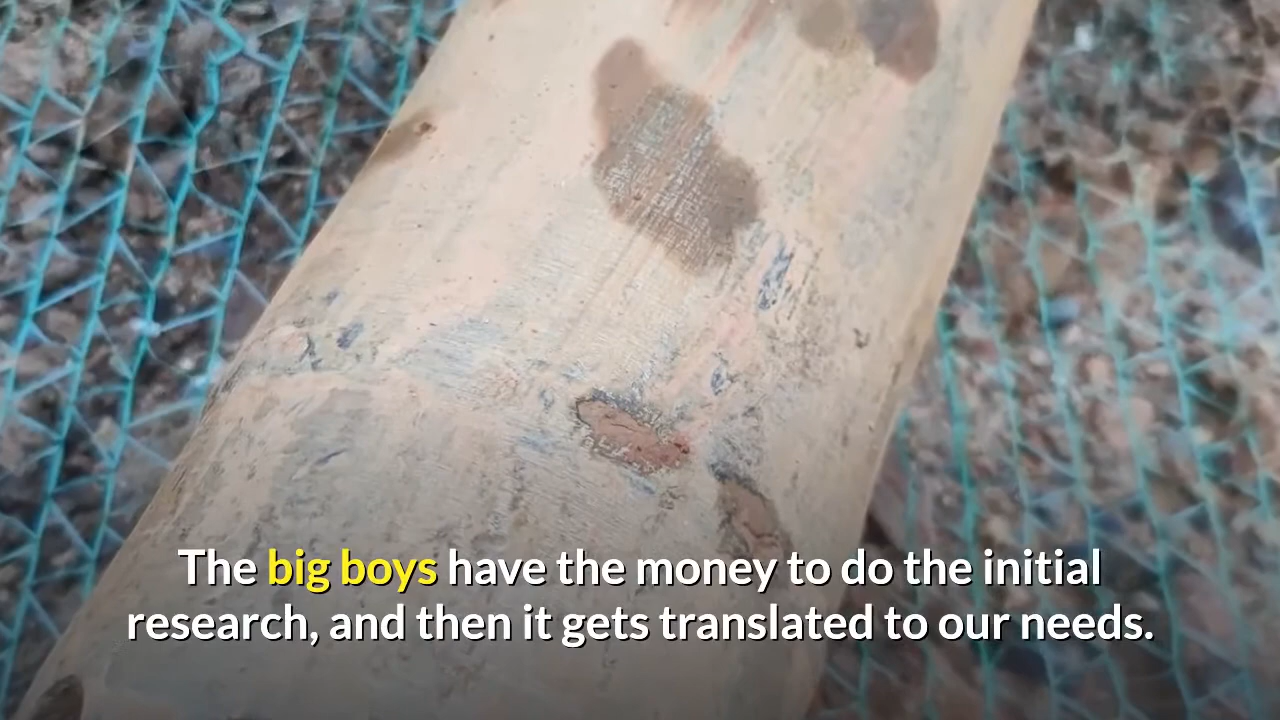 The big boys have the money to do the initial
research, and then it gets translated to our needs.